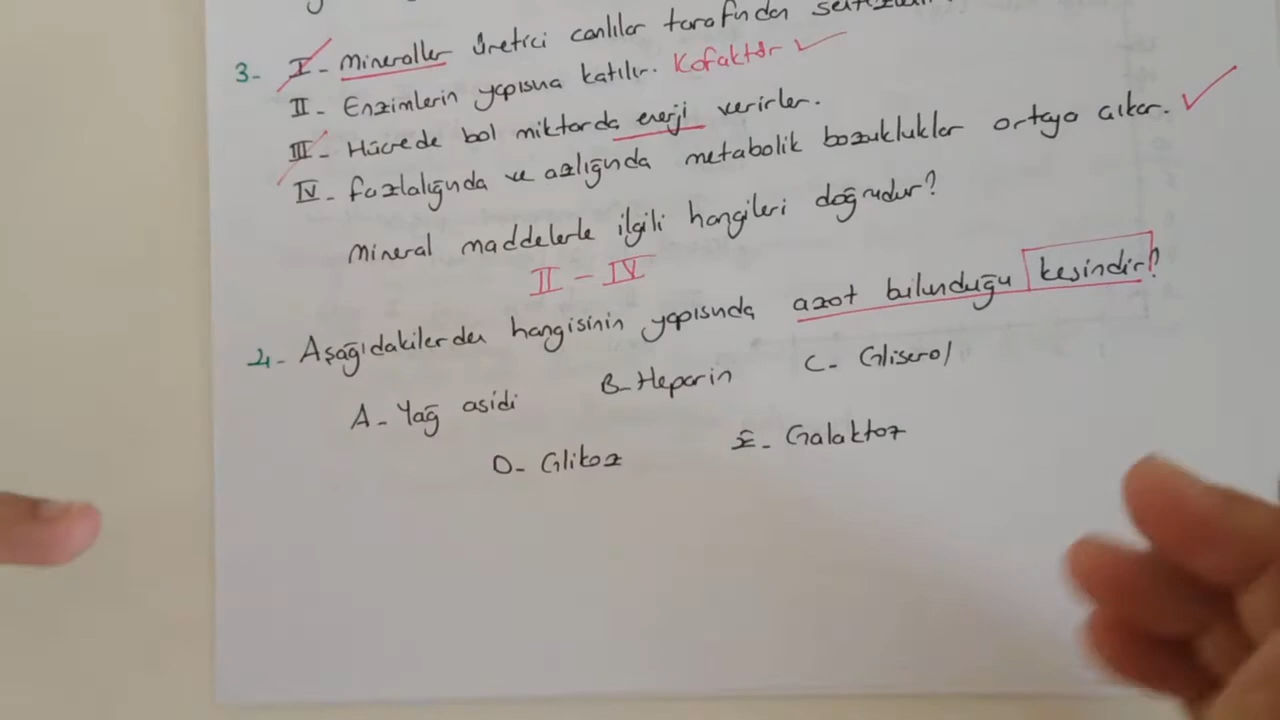 3- I- Mineraller üretici canlılar tarafından
II- Enzimlerin yapısına katılır. Kofaktör ✓
III- Hücrede bol miktarda enerji verirler.
IV- Fazlalığında ve azlığında metabolik bozukluklar ortaya çıkar. ✓
Mineral maddelerle ilgili hangileri doğrudur?
II - IV
4- Aşağıdakilerden hangisinin yapısında azot bulunduğu kesindir?
A- Yağ asidi B- Heparin C- Gliserol
D- Glikoz E- Galaktoz